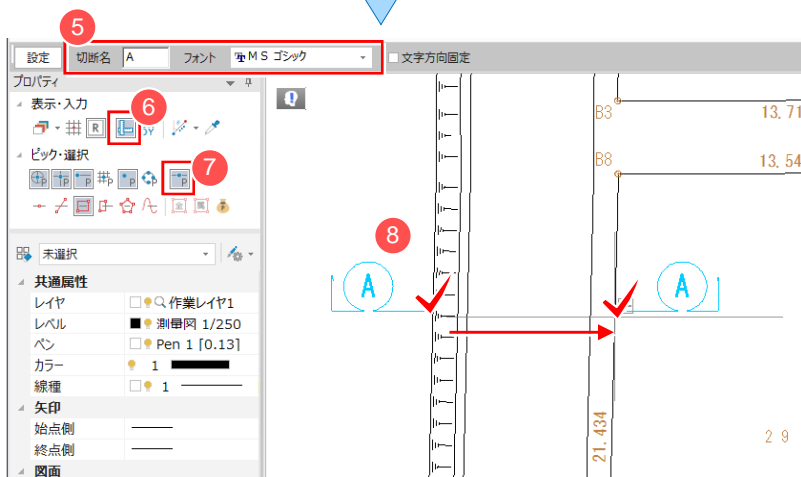 5
設定 切断名 A フォント MS ゴシック 文字方向固定
プロパティ
表示・入力
6
R
ピック・選択
7
未選択
共通属性
レイヤ 作業レイヤ1
レベル 測量図 1/250
ペン Pen 1 [0.13]
カラー 1
線種 1
矢印
始点側
終点側
図面
B3 13.71
B8 13.54
8
A A
21.434
29